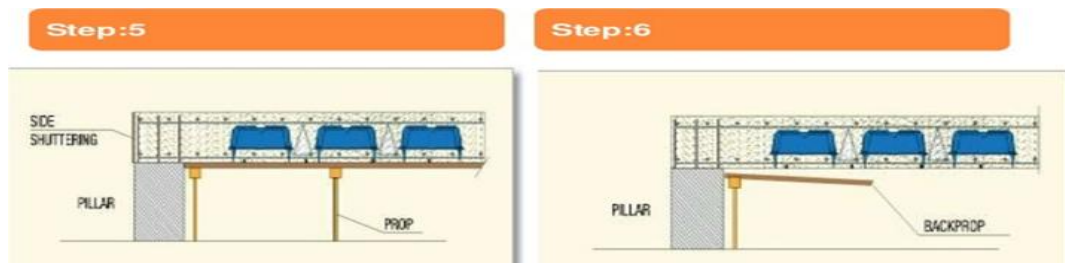 Step:5
SIDE
SHUTTERING
PILLAR
PROP
Step:6
PILLAR
BACKPROP